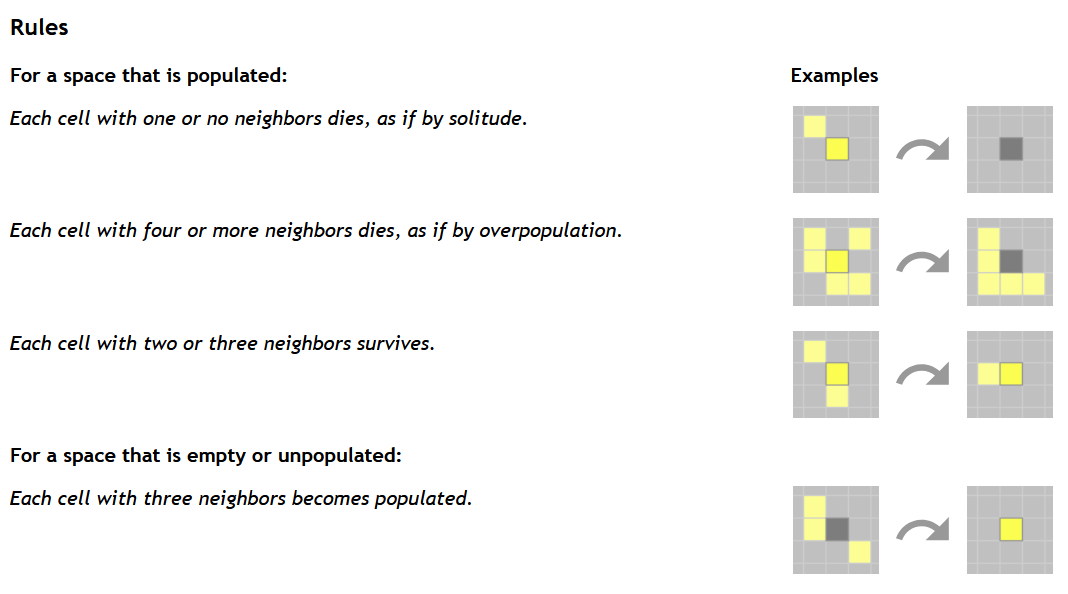 Rules
For a space that is populated:
Examples
Each cell with one or no neighbors dies, as if by solitude.
Each cell with four or more neighbors dies, as if by overpopulation.
Each cell with two or three neighbors survives.
For a space that is empty or unpopulated:
Each cell with three neighbors becomes populated.